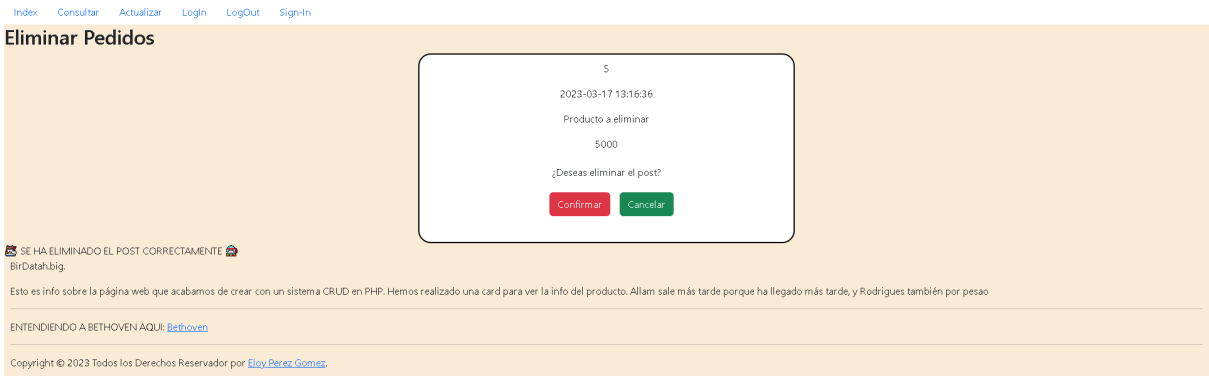 Index Consultar Actualizar LogIn LogOut Sign-In
Eliminar Pedidos
5
2023-03-17 13:16:36
Producto a eliminar
5000
¿Deseas eliminar el post?
Confirmar Cancelar
SE HA ELIMINADO EL POST CORRECTAMENTE
BirDatah.big.
Esto es info sobre la página web que acabamos de crear con un sistema CRUD en PHP. Hemos realizado una card para ver la info del producto. Allam sale más tarde porque ha llegado más tarde, y Rodrigues también por pesao
ENTENDIENDO A BETHOVEN AQUI: Bethoven
Copyright © 2023 Todos los Derechos Reservador por Eloy Perez Gomez.